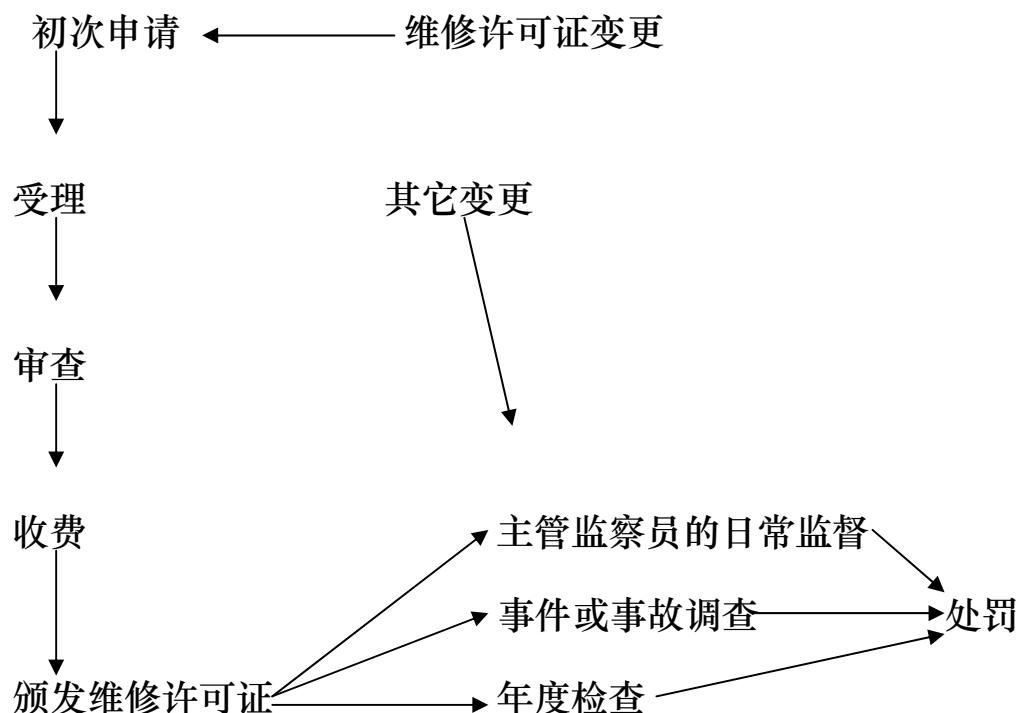 初次申请 维修许可证变更
受理 其它变更
审查
收费 主管监察员的日常监督
事件或事故调查 处罚
颁发维修许可证 年度检查